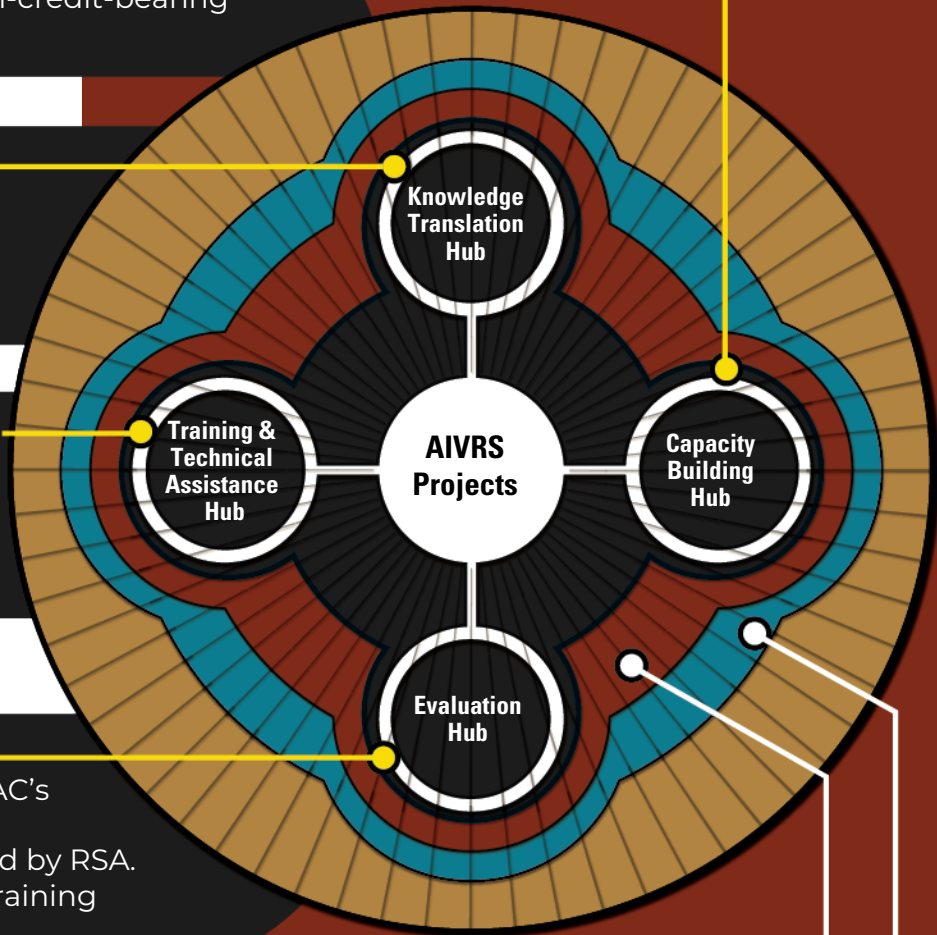 -credit-bearing
Knowledge
Translation
Hub
Training &
Technical
Assistance
Hub
AIVRS
Projects
Capacity
Building
Hub
Evaluation
Hub
AC’s
d by RSA.
raining